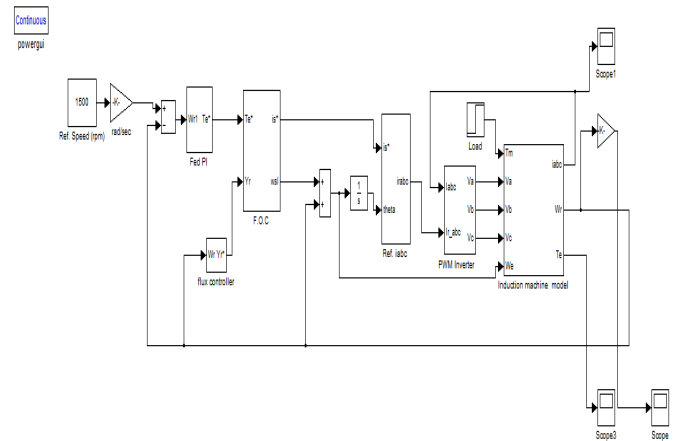 Continuous
powergui
1500
Ref. Speed (rpm)
-K-
rad/sec
+
−
Wr1 Te*
Fed PI
Te* is*
Yr wsl
F.O.C
Wr Yr*
flux controller
+
+
1
s
is*
irabc
theta
Ref. iabc
Iabc Va
Vb
Ir_abc Vc
PWM Inverter
Load
Tm
iabc
Va
Vb Wr
Vc
Te
We
Induction machine model
-K-
Scope1
Scope3
Scope